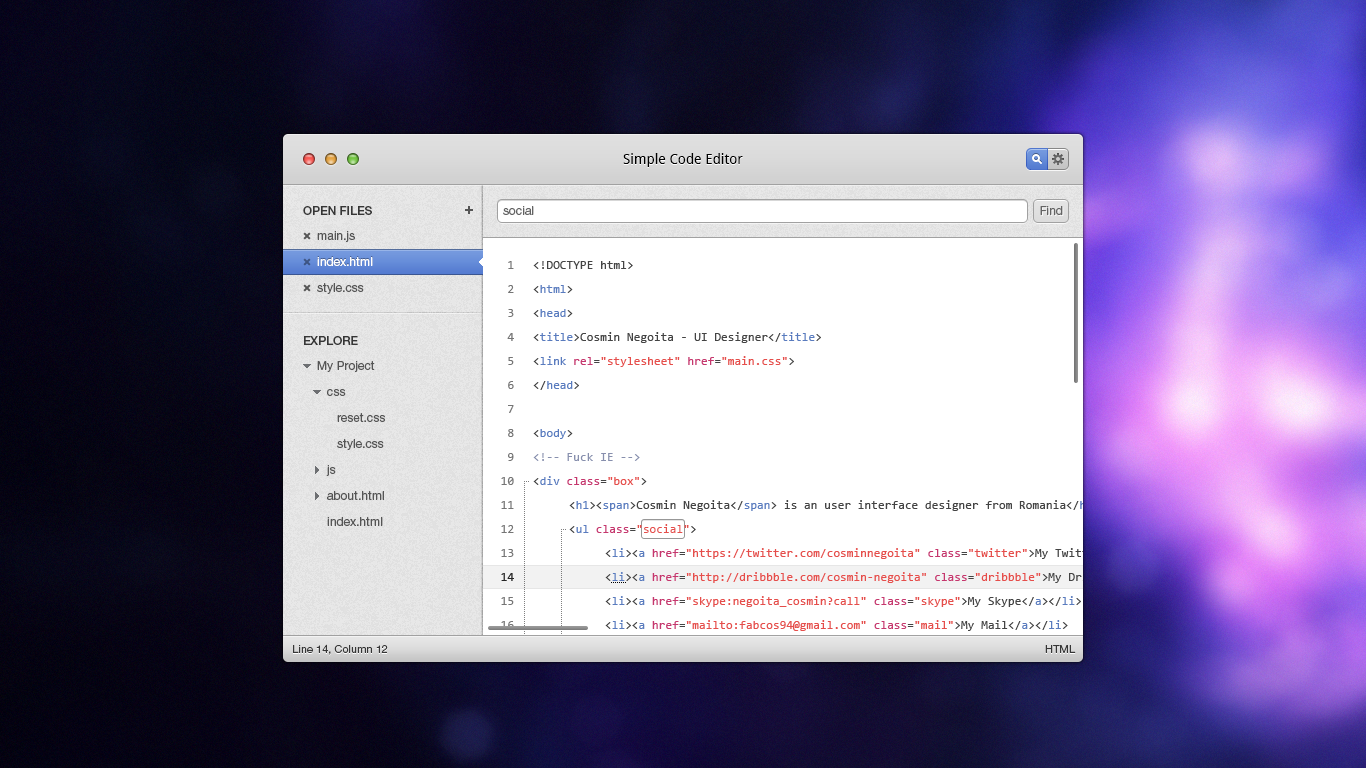 Simple Code Editor
OPEN FILES +
main.js
index.html
style.css
EXPLORE
My Project
css
reset.css
style.css
js
about.html
index.html
social
Find
1 <!DOCTYPE html>
2 <html>
3 <head>
4 <title>Cosmin Negoita - UI Designer</title>
5 <link rel="stylesheet" href="main.css">
6 </head>
7
8 <body>
9 <!-- Fuck IE -->
10 <div class="box">
11 <h1><span>Cosmin Negoita</span> is an user interface designer from Romania</h
12 <ul class="social">
13 <li><a href="https://twitter.com/cosminnegoita" class="twitter">My Twit
14 <li><a href="http://dribbble.com/cosmin-negoita" class="dribbble">My Dr
15 <li><a href="skype:negoita_cosmin?call" class="skype">My Skype</a></li>
16 <li><a href="mailto:fabcos94@gmail.com" class="mail">My Mail</a></li>
Line 14, Column 12
HTML